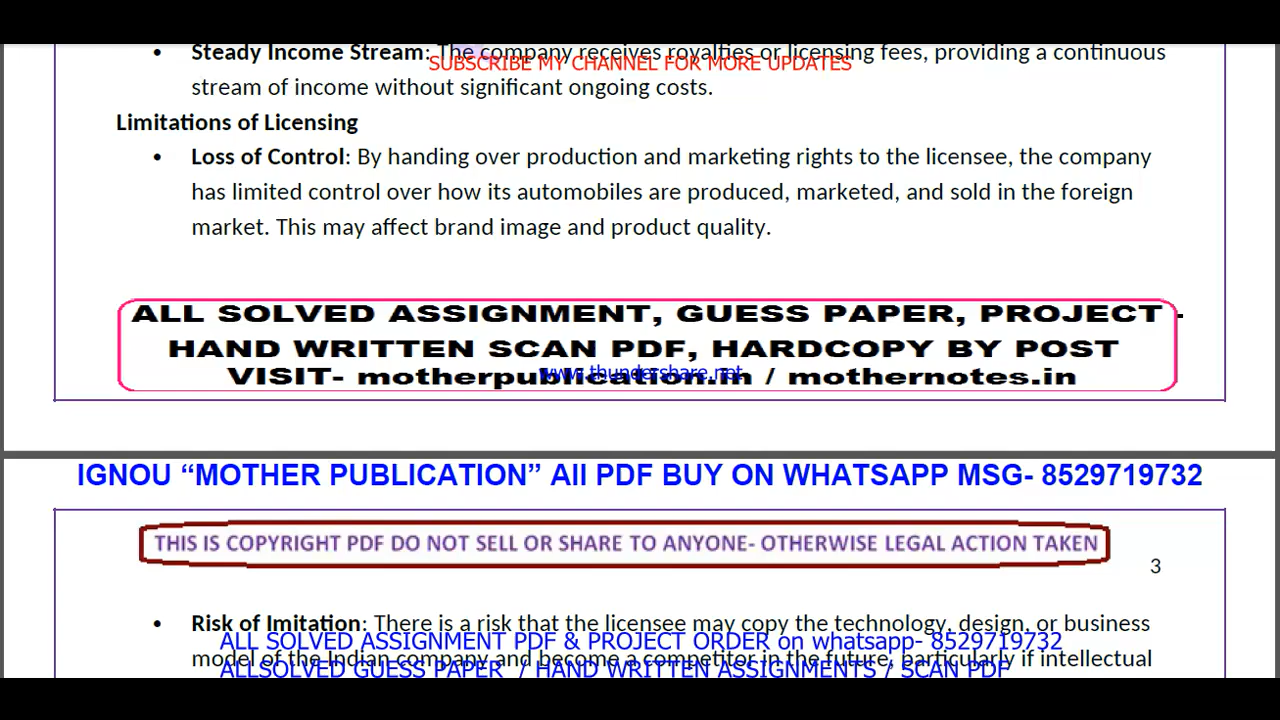 • Steady Income Stream: The company receives royalties or licensing fees, providing a continuous
SUBSCRIBE MY CHANNEL FOR MORE UPDATES
stream of income without significant ongoing costs.
Limitations of Licensing
• Loss of Control: By handing over production and marketing rights to the licensee, the company
has limited control over how its automobiles are produced, marketed, and sold in the foreign
market. This may affect brand image and product quality.
ALL SOLVED ASSIGNMENT, GUESS PAPER, PROJECT -
HAND WRITTEN SCAN PDF, HARDCOPY BY POST
VISIT- motherpublication.in / mothernotes.in
www.thundershare.net
IGNOU “MOTHER PUBLICATION” All PDF BUY ON WHATSAPP MSG- 8529719732
THIS IS COPYRIGHT PDF DO NOT SELL OR SHARE TO ANYONE- OTHERWISE LEGAL ACTION TAKEN
3
• Risk of Imitation: There is a risk that the licensee may copy the technology, design, or business
ALL SOLVED ASSIGNMENT PDF & PROJECT ORDER on whatsapp- 8529719732
model of the Indian company and become a competitor in the future, particularly if intellectual
ALLSOLVED GUESS PAPER / HAND WRITTEN ASSIGNMENTS / SCAN PDF